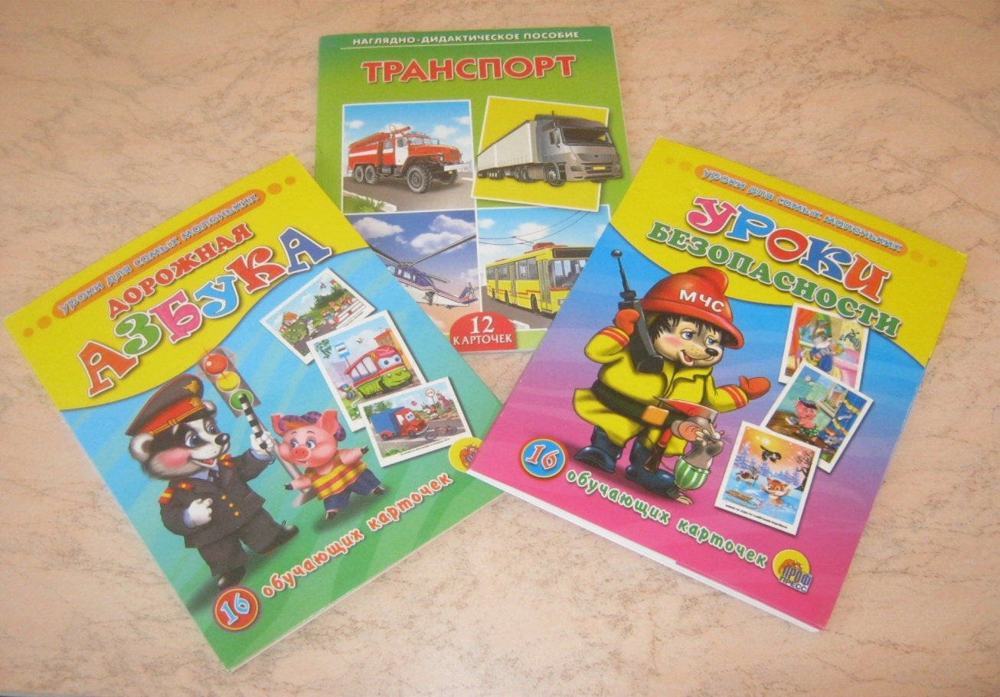 НАГЛЯДНО-ДИДАКТИЧЕСКОЕ ПОСОБИЕ
ТРАНСПОРТ
12
КАРТОЧЕК
уроки для самых маленьких
ДОРОЖНАЯ
АЗБУКА
16 обучающих карточек
уроки для самых маленьких
УРОКИ
БЕЗОПАСНОСТИ
МЧС
16 обучающих карточек
ПРОФ
ПРЕСС